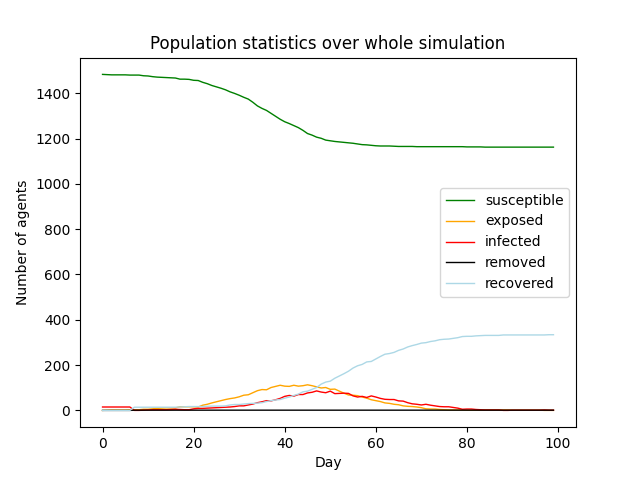 Population statistics over whole simulation
Number of agents
1400
1200
1000
800
600
400
200
0
susceptible
exposed
infected
removed
recovered
0 20 40 60 80 100
Day